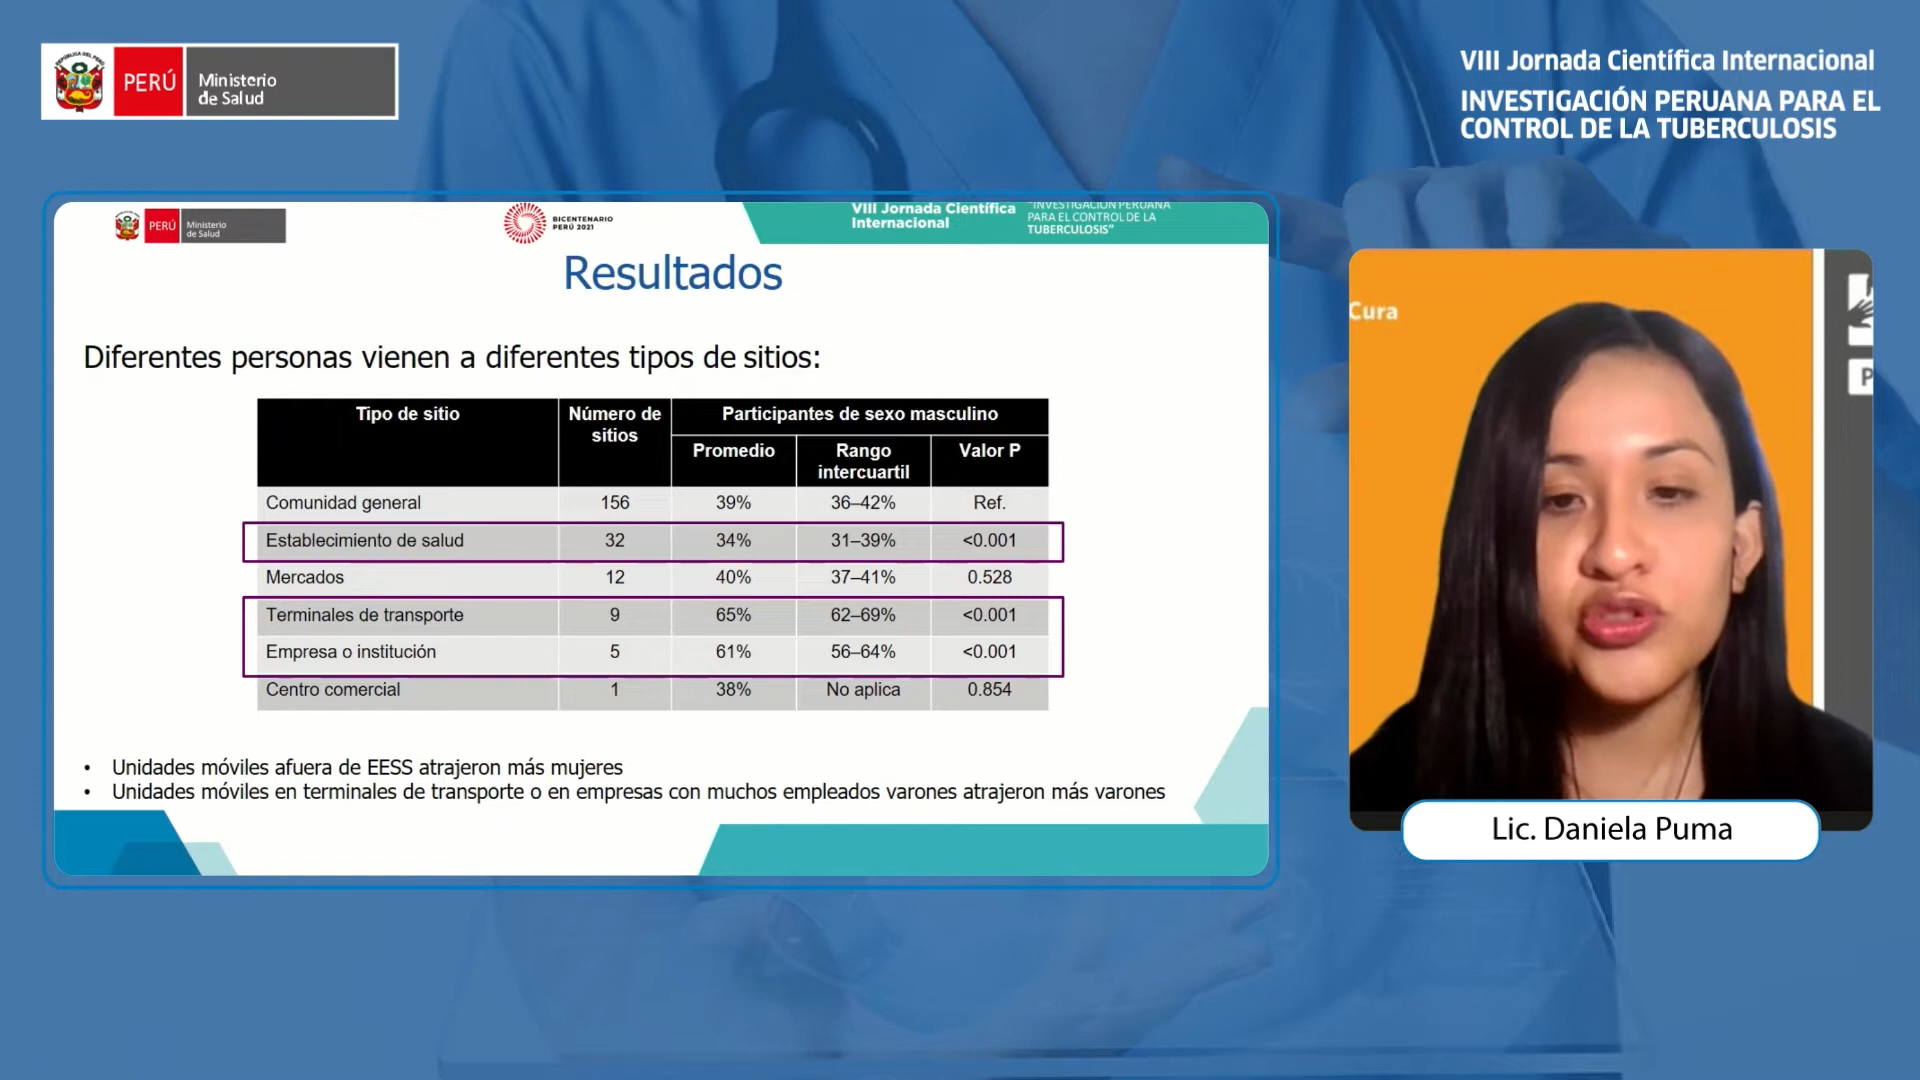 REPÚBLICA DEL PERÚ
PERÚ
Ministerio
de Salud
VIII Jornada Científica Internacional
INVESTIGACIÓN PERUANA PARA EL
CONTROL DE LA TUBERCULOSIS
PERÚ
Ministerio
de Salud
BICENTENARIO
PERÚ 2021
VIII Jornada Científica
Internacional
"INVESTIGACIÓN PERUANA
PARA EL CONTROL DE LA
TUBERCULOSIS"
Resultados
Diferentes personas vienen a diferentes tipos de sitios:
Tipo de sitio Número de sitios Participantes de sexo masculino
Promedio Rango intercuartil Valor P
Comunidad general 156 39% 36–42% Ref.
Establecimiento de salud 32 34% 31–39% <0.001
Mercados 12 40% 37–41% 0.528
Terminales de transporte 9 65% 62–69% <0.001
Empresa o institución 5 61% 56–64% <0.001
Centro comercial 1 38% No aplica 0.854
• Unidades móviles afuera de EESS atrajeron más mujeres
• Unidades móviles en terminales de transporte o en empresas con muchos empleados varones atrajeron más varones
Cura
P
Lic. Daniela Puma